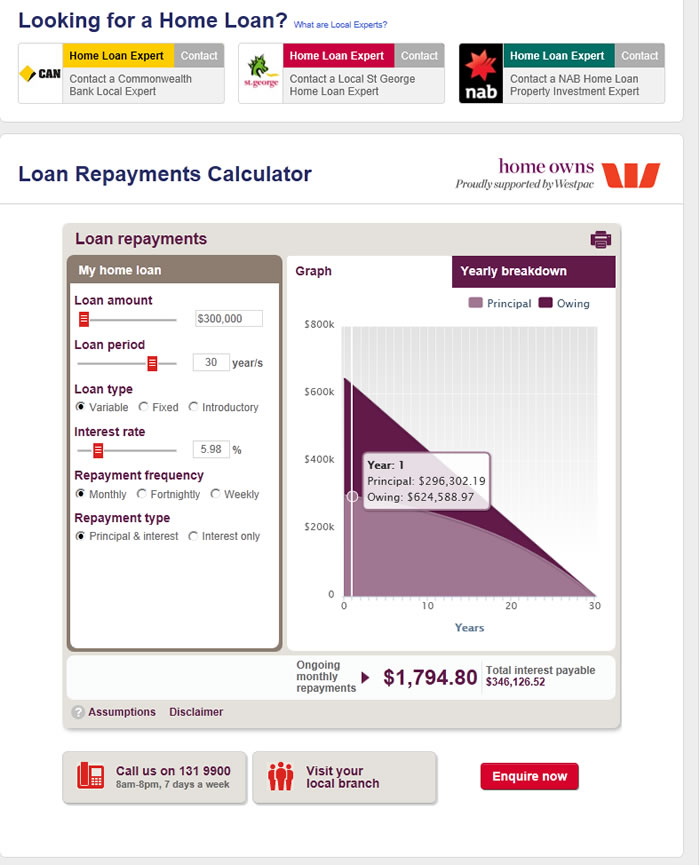 Looking for a Home Loan? What are Local Experts?
CAN
Home Loan Expert Contact
Contact a Commonwealth
Bank Local Expert
st.george
Home Loan Expert Contact
Contact a Local St George
Home Loan Expert
nab
Home Loan Expert Contact
Contact a NAB Home Loan
Property Investment Expert
Loan Repayments Calculator
home owns
Proudly supported by Westpac
Loan repayments
My home loan
Loan amount
$300,000
Loan period
30 year/s
Loan type
Variable Fixed Introductory
Interest rate
5.98 %
Repayment frequency
Monthly Fortnightly Weekly
Repayment type
Principal & interest Interest only
Graph
Yearly breakdown
Principal Owing
$800k
$600k
$400k
$200k
0
Year: 1
Principal: $296,302.19
Owing: $624,588.97
0 10 20 30
Years
Ongoing
monthly
repayments
$1,794.80
Total interest payable
$346,126.52
? Assumptions Disclaimer
Call us on 131 9900
8am-8pm, 7 days a week
Visit your
local branch
Enquire now